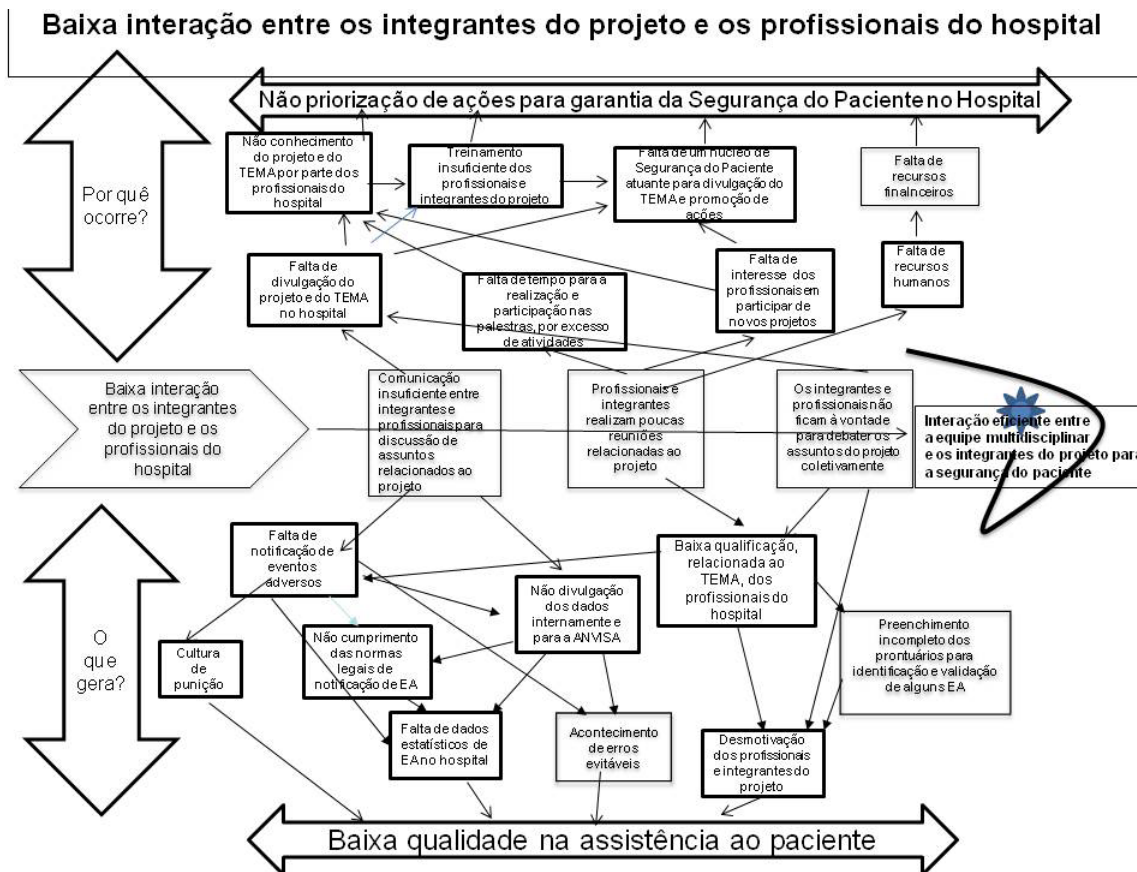 Baixa interação entre os integrantes do projeto e os profissionais do hospital
Não priorização de ações para garantia da Segurança do Paciente no Hospital
Por quê
ocorre?
Não conhecimento
do projeto e do
TEMA por parte dos
profissionais do
hospital
Treinamento
insuficiente dos
profissionais e
integrantes do projeto
Falta de um núcleo de
Segurança do Paciente
atuante para divulgação do
TEMA e promoção de
ações
Falta de
recursos
finalnceiros
Falta de
divulgação do
projeto e do TEMA
no hospital
Falta de tempo para a
realização e
participação nas
palestras, por excesso
de atividades
Falta de
interesse dos
profissionais em
participar de
novos projetos
Falta de
recursos
humanos
Baixa interação
entre os integrantes
do projeto e os
profissionais do
hospital
Comunicação
insuficiente entre
integrantes e
profissionais para
discussão de
assuntos
relacionados ao
projeto
Profissionais e
integrantes
realizam poucas
reuniões
relacionadas ao
projeto
Os integrantes e
profissionais não
ficam à vontade
para debater os
assuntos do projeto
coletivamente
Interação eficiente entre
a equipe multidisciplinar
e os integrantes do projeto para
a segurança do paciente
O
que
gera?
Falta de
notificação de
eventos
adversos
Baixa qualificação,
relacionada ao
TEMA, dos
profissionais do
hospital
Não divulgação
dos dados
internamente e
para a ANVISA
Preenchimento
incompleto dos
prontuários para
identificação e validação
de alguns EA
Cultura
de
punição
Não cumprimento
das normas legais
de notificação de EA
Falta de dados
estatísticos de
EA no hospital
Acontecimento
de erros
evitáveis
Desmotivação
dos profissionais
e integrantes do
projeto
Baixa qualidade na assistência ao paciente